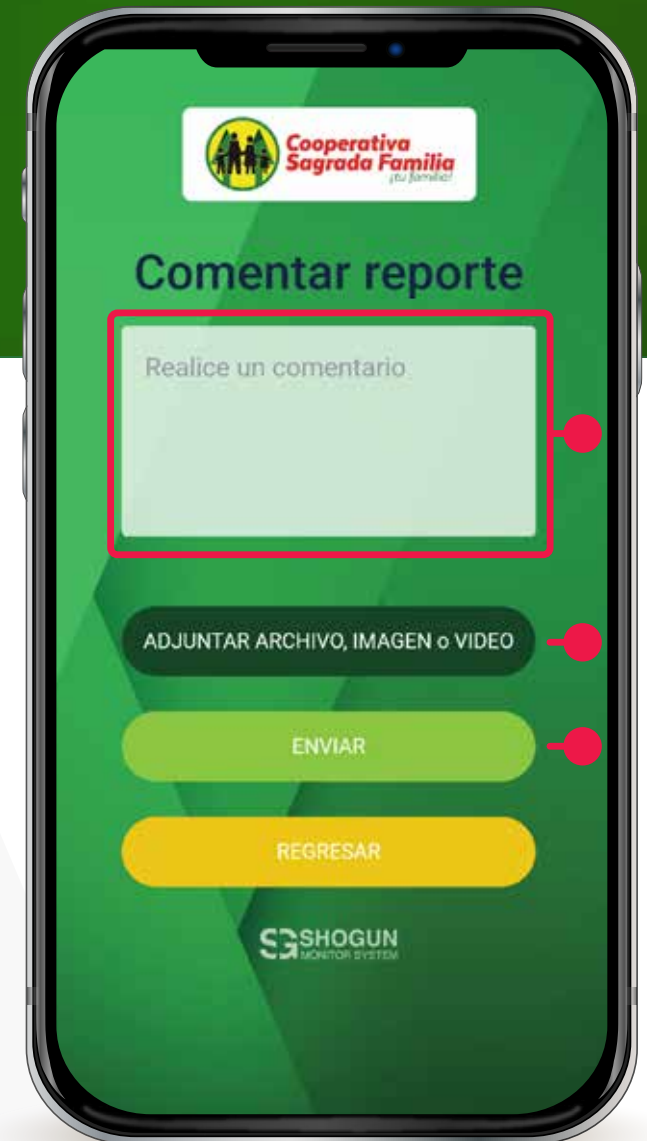 Cooperativa
Sagrada Familia
¡tu familia!
Comentar reporte
Realice un comentario
ADJUNTAR ARCHIVO, IMAGEN o VIDEO
ENVIAR
REGRESAR
SG SHOGUN
MONITOR SYSTEM